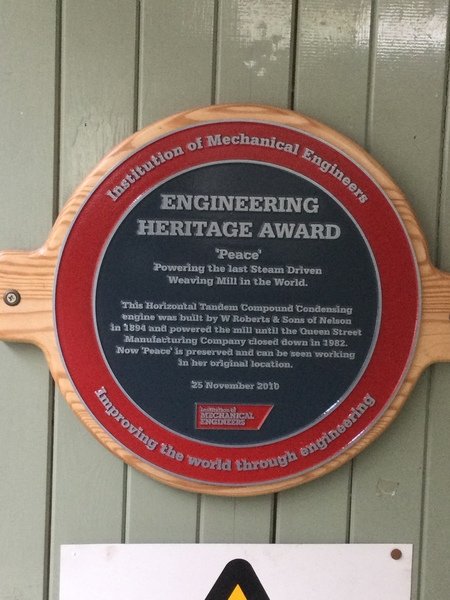 Institution of Mechanical Engineers
ENGINEERING
HERITAGE AWARD
'Peace'
Powering the last Steam Driven
Weaving Mill in the World.
This Horizontal Tandem Compound Condensing
engine was built by W Roberts & Sons of Nelson
in 1894 and powered the mill until the Queen Street
Manufacturing Company closed down in 1982.
Now 'Peace' is preserved and can be seen working
in her original location.
25 November 2010
Institution of
MECHANICAL
ENGINEERS
Improving the world through engineering